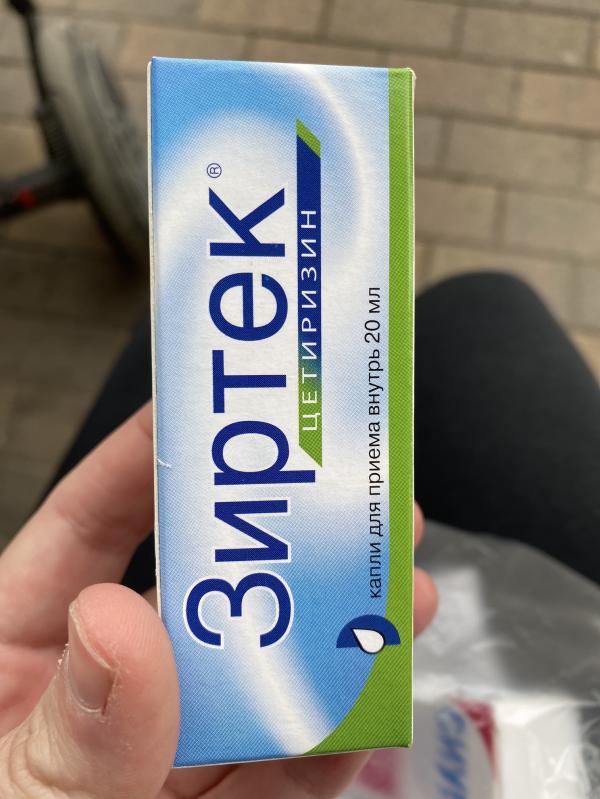 Зиртек®
ЦЕТИРИЗИН
капли для приема внутрь 20 мл